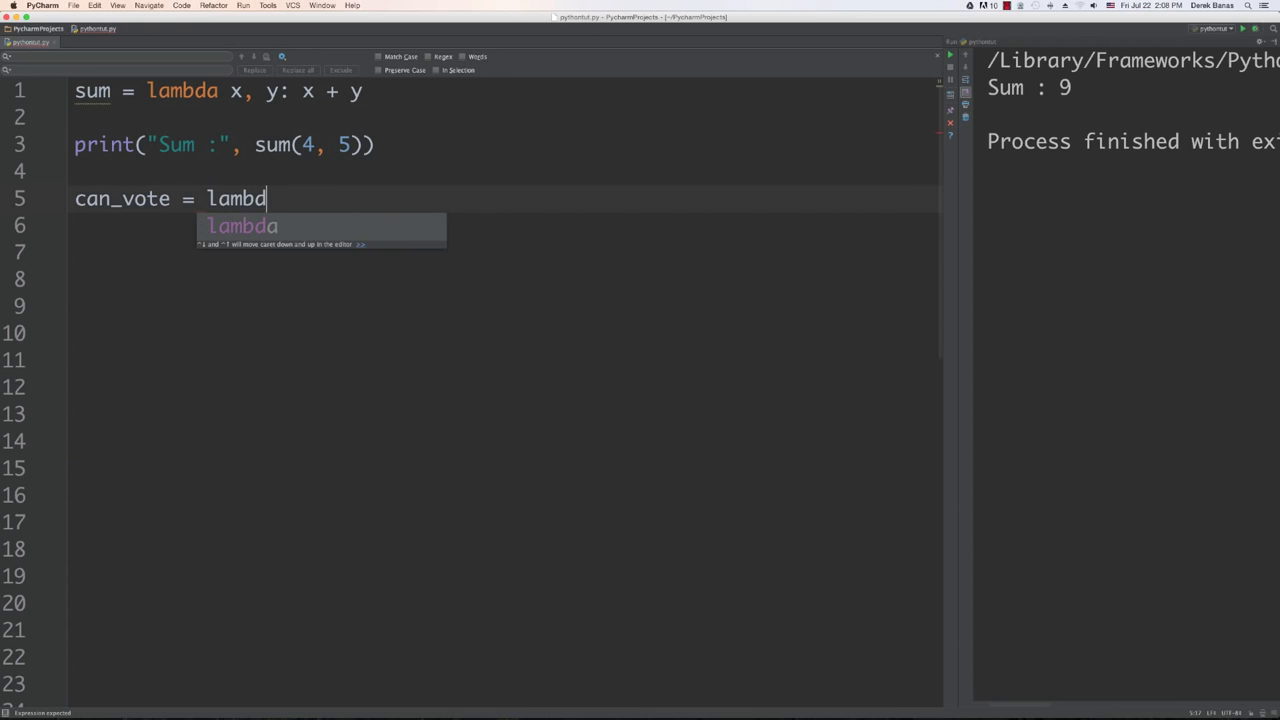 PyCharm File Edit View Navigate Code Refactor Run Tools VCS Window Help 10 Fri Jul 22 2:08 PM Derek Banas
pythontut.py - PycharmProjects - [~/PycharmProjects]
PycharmProjects pythontut.py pythontut
pythontut.py Run pythontut
Match Case Regex Words
Replace Replace all Exclude Preserve Case In Selection
1 sum = lambda x, y: x + y
2
3 print("Sum :", sum(4, 5))
4
5 can_vote = lambd
6 lambda
^↓ and ^↑ will move caret down and up in the editor >>
7
8
9
10
11
12
13
14
15
16
17
18
19
20
21
22
23
/Library/Frameworks/Pytho
Sum : 9
Process finished with exi
Expression expected 5:17 LF≑ UTF-8≑